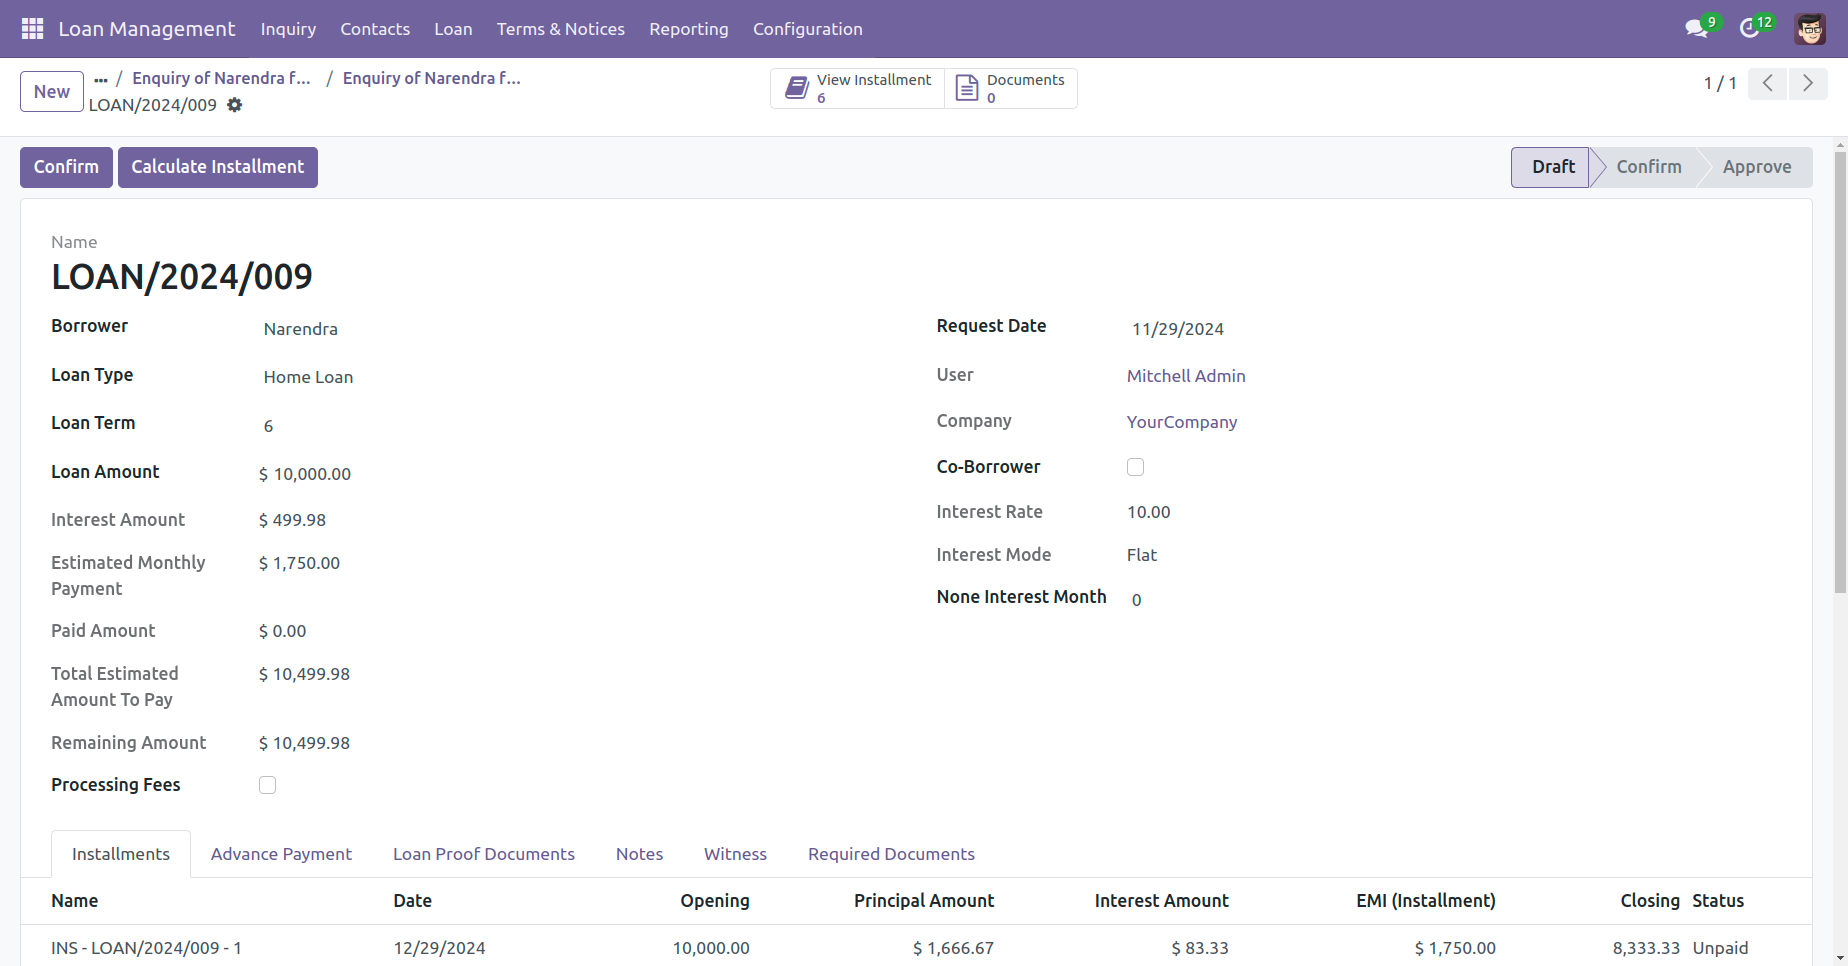 Loan Management Inquiry Contacts Loan Terms & Notices Reporting Configuration 9 12
New ... / Enquiry of Narendra f... / Enquiry of Narendra f...
LOAN/2024/009
View Installment
6
Documents
0
1 / 1
Confirm Calculate Installment
Draft Confirm Approve
Name
LOAN/2024/009
Borrower Narendra
Loan Type Home Loan
Loan Term 6
Loan Amount $ 10,000.00
Interest Amount $ 499.98
Estimated Monthly $ 1,750.00
Payment
Paid Amount $ 0.00
Total Estimated $ 10,499.98
Amount To Pay
Remaining Amount $ 10,499.98
Processing Fees
Request Date 11/29/2024
User Mitchell Admin
Company YourCompany
Co-Borrower
Interest Rate 10.00
Interest Mode Flat
None Interest Month 0
Installments Advance Payment Loan Proof Documents Notes Witness Required Documents
Name Date Opening Principal Amount Interest Amount EMI (Installment) Closing Status
INS - LOAN/2024/009 - 1 12/29/2024 10,000.00 $ 1,666.67 $ 83.33 $ 1,750.00 8,333.33 Unpaid